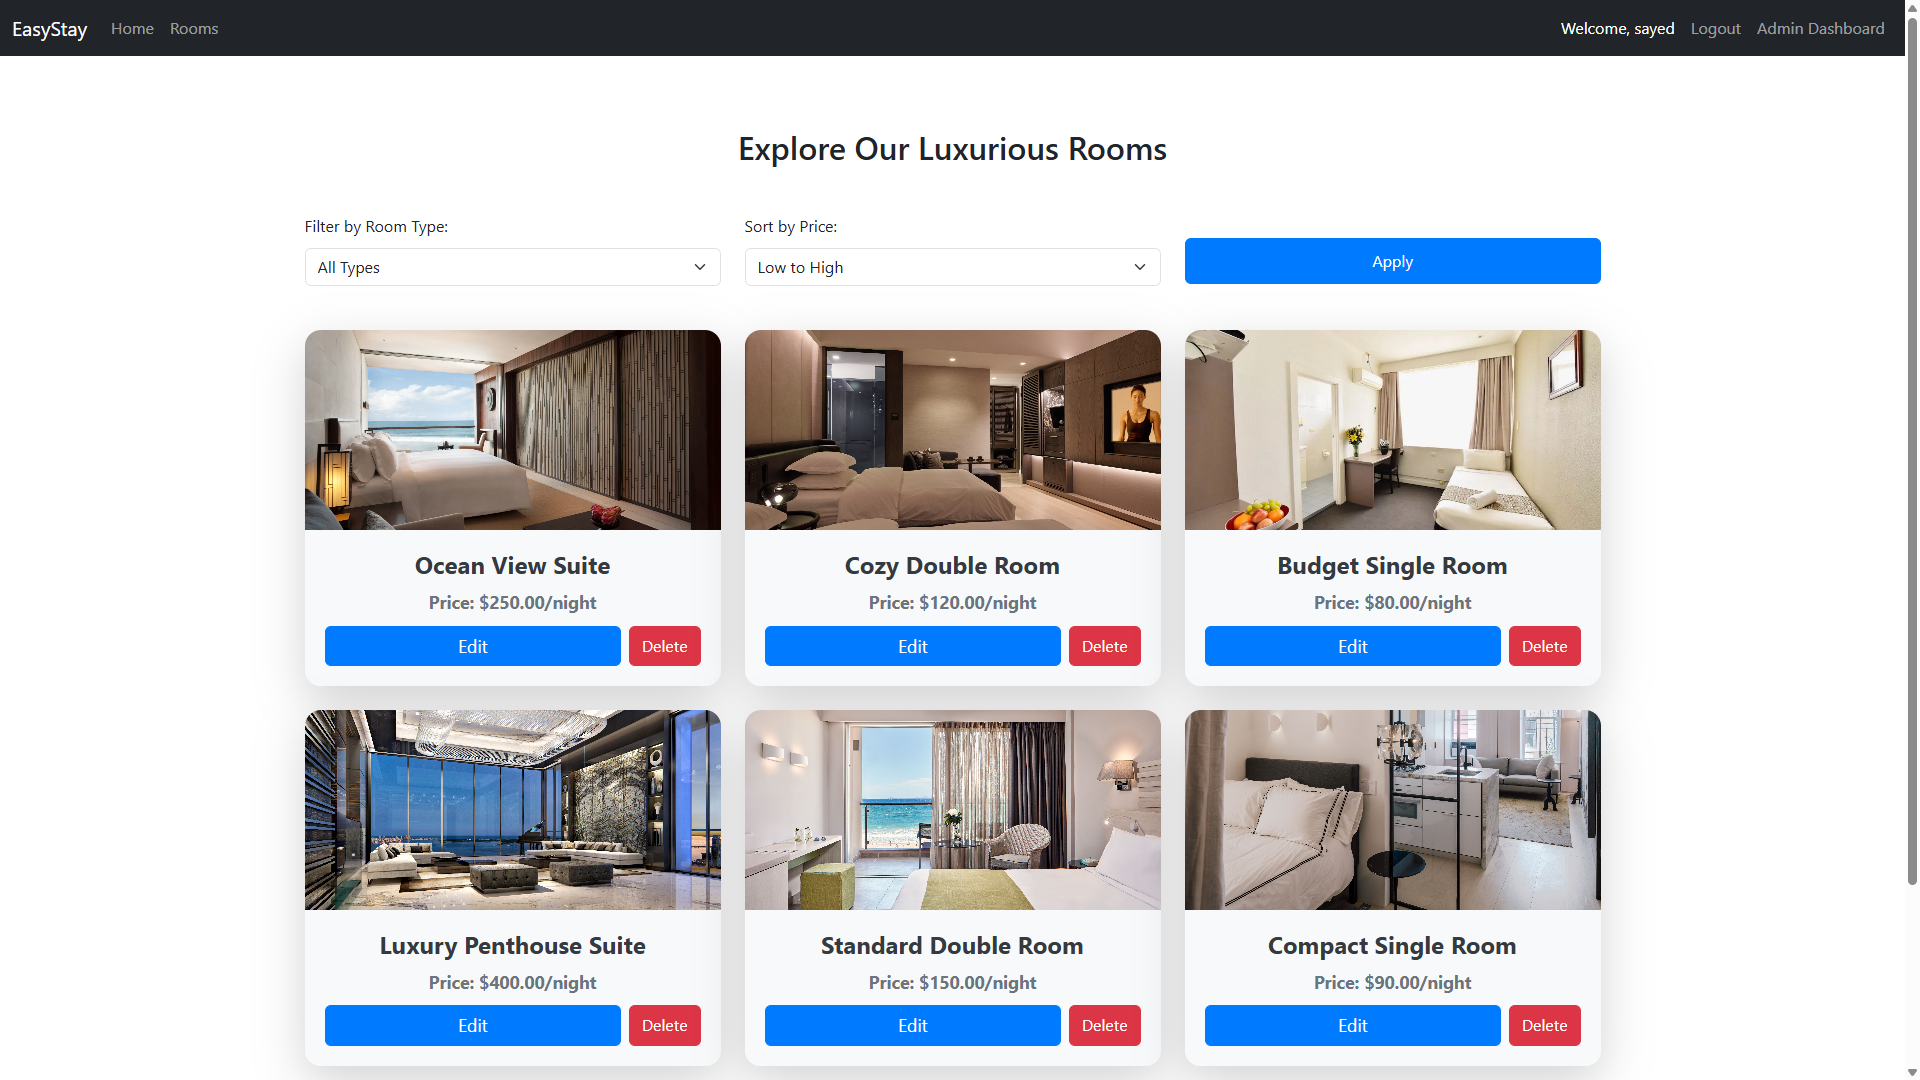 EasyStay Home Rooms Welcome, sayed Logout Admin Dashboard
Explore Our Luxurious Rooms
Filter by Room Type:
All Types
Sort by Price:
Low to High
Apply
Ocean View Suite
Price: $250.00/night
Edit Delete
Cozy Double Room
Price: $120.00/night
Edit Delete
Budget Single Room
Price: $80.00/night
Edit Delete
Luxury Penthouse Suite
Price: $400.00/night
Edit Delete
Standard Double Room
Price: $150.00/night
Edit Delete
Compact Single Room
Price: $90.00/night
Edit Delete